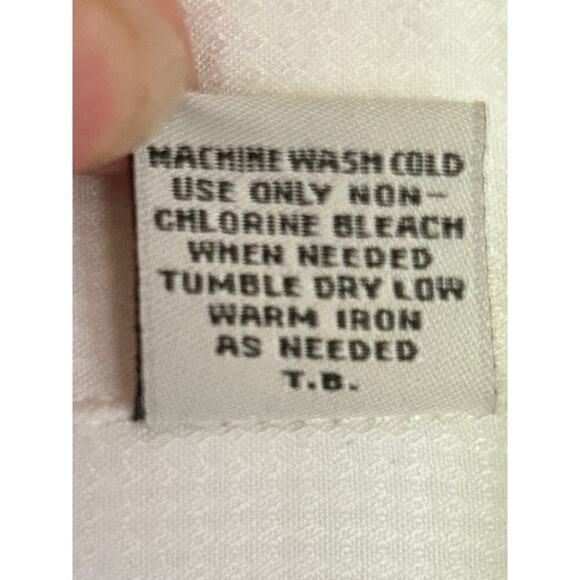 MACHINE WASH COLD
USE ONLY NON-
CHLORINE BLEACH
WHEN NEEDED
TUMBLE DRY LOW
WARM IRON
AS NEEDED
T.B.